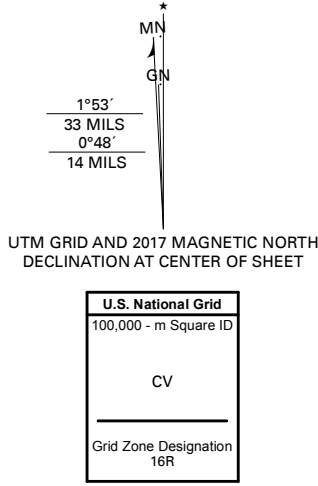 MN
GN
1°53´
33 MILS
0°48´
14 MILS
UTM GRID AND 2017 MAGNETIC NORTH
DECLINATION AT CENTER OF SHEET
U.S. National Grid
100,000 - m Square ID
CV
Grid Zone Designation
16R